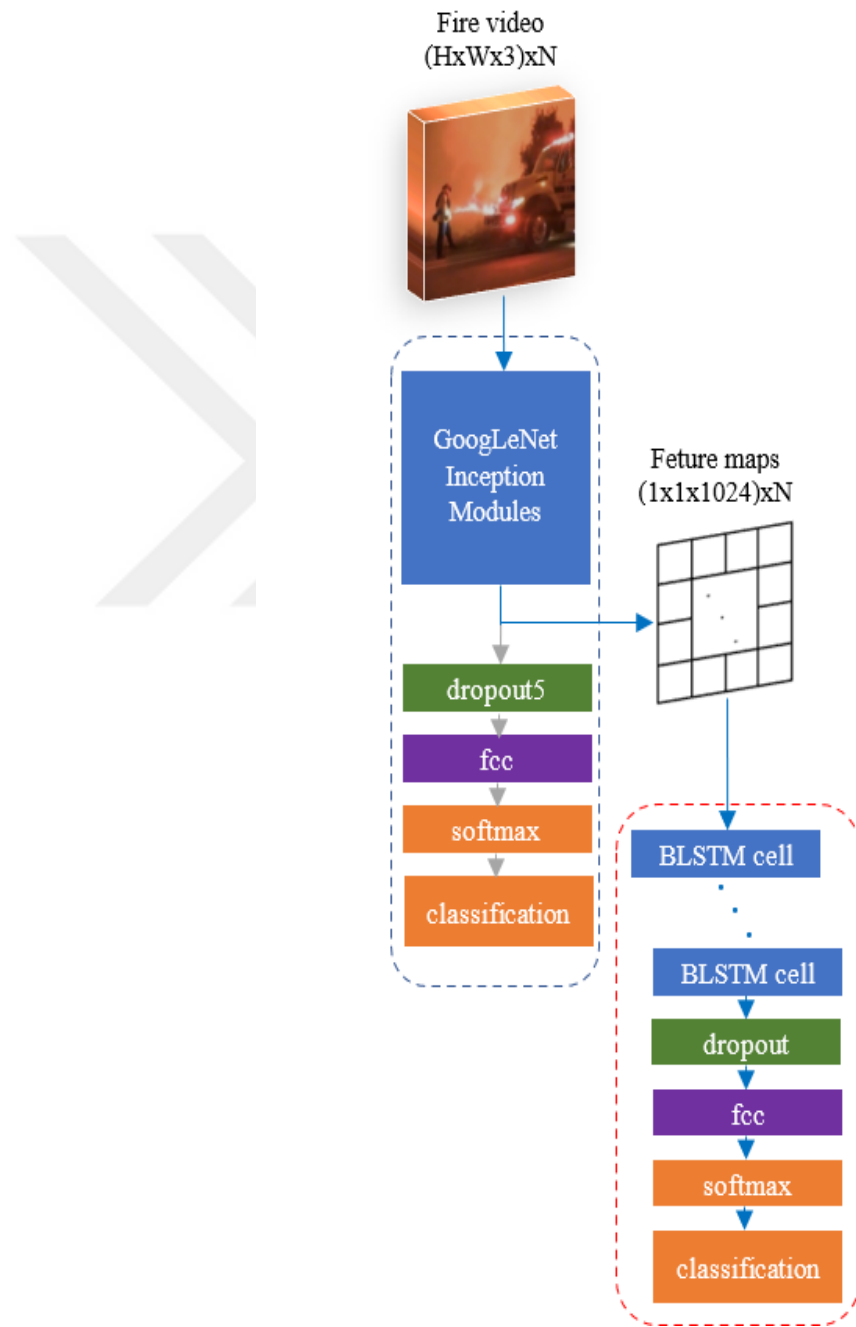 Fire video
(HxWx3)xN
GoogLeNet
Inception
Modules
Feture maps
(1x1x1024)xN
dropout5
fcc
softmax
classification
BLSTM cell
BLSTM cell
dropout
fcc
softmax
classification